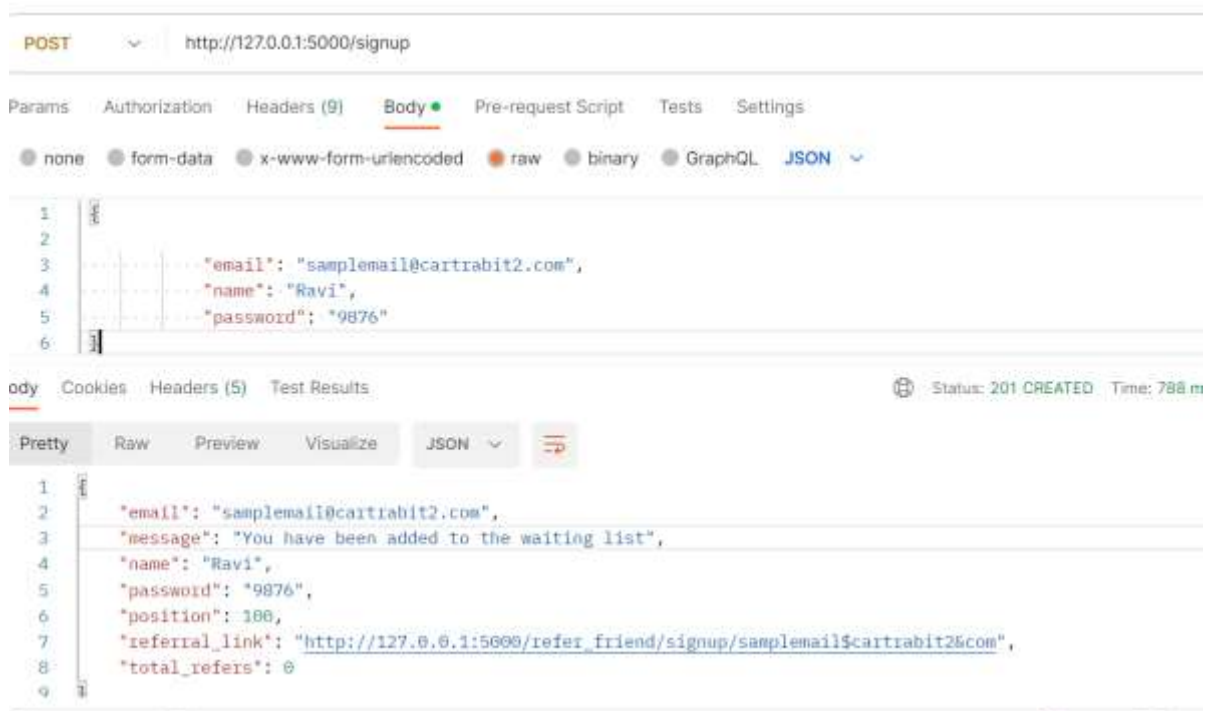 POST http://127.0.0.1:5000/signup
Params Authorization Headers (9) Body Pre-request Script Tests Settings
none form-data x-www-form-urlencoded raw binary GraphQL JSON
1 {
2
3 "email": "samplemail@cartrabit2.com",
4 "name": "Ravi",
5 "password": "9876"
6 }
ody Cookies Headers (5) Test Results Status: 201 CREATED Time: 788 m
Pretty Raw Preview Visualize JSON
1 {
2 "email": "samplemail@cartrabit2.com",
3 "message": "You have been added to the waiting list",
4 "name": "Ravi",
5 "password": "9876",
6 "position": 100,
7 "referral_link": "http://127.0.0.1:5000/refer_friend/signup/samplemail$cartrabit2&com",
8 "total_refers": 0
9 }